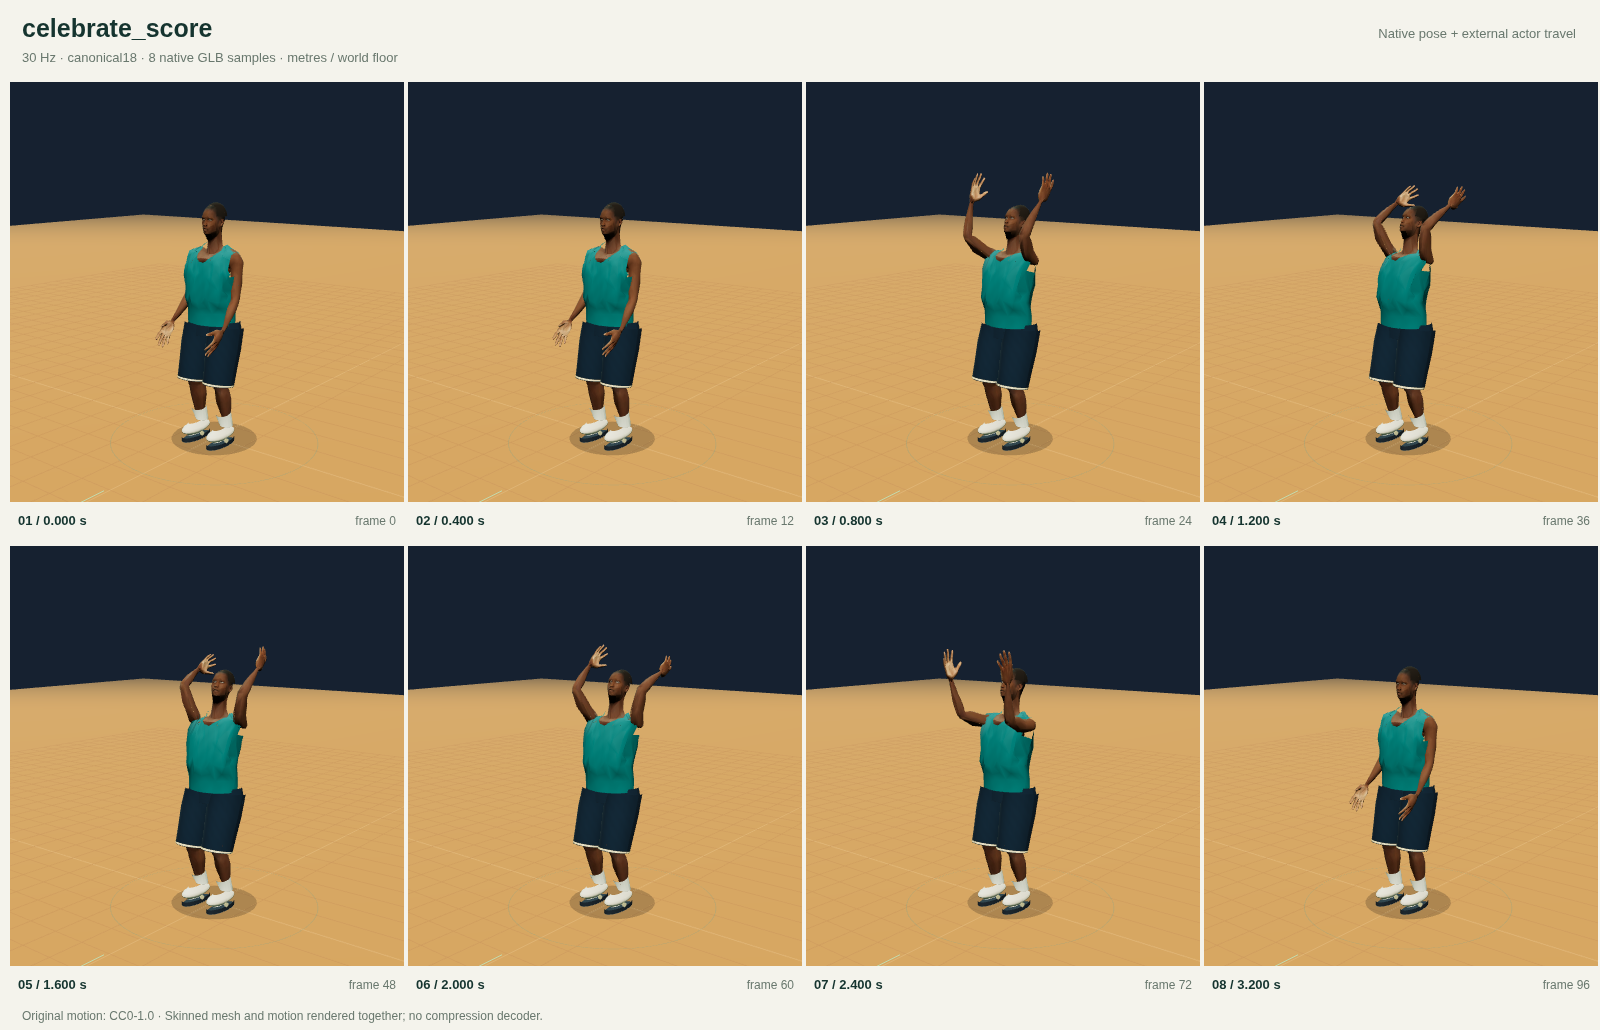 celebrate_score
Native pose + external actor travel
30 Hz · canonical18 · 8 native GLB samples · metres / world floor
01 / 0.000 s frame 0 02 / 0.400 s frame 12 03 / 0.800 s frame 24 04 / 1.200 s frame 36
05 / 1.600 s frame 48 06 / 2.000 s frame 60 07 / 2.400 s frame 72 08 / 3.200 s frame 96
Original motion: CC0-1.0 · Skinned mesh and motion rendered together; no compression decoder.